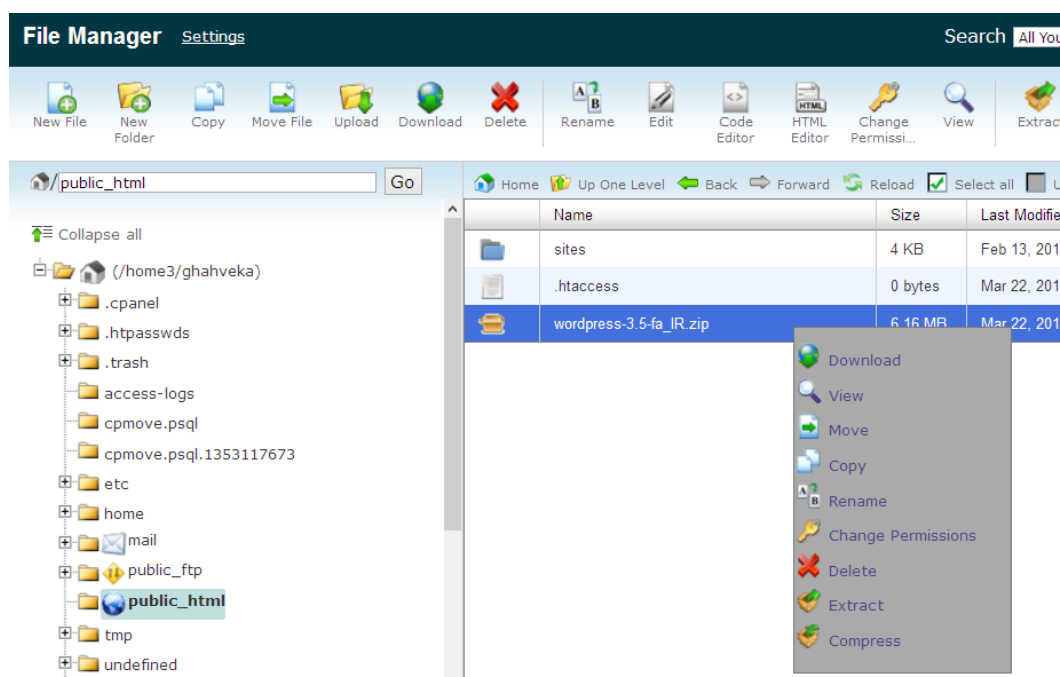 File Manager Settings Search All You
New File New Folder Copy Move File Upload Download Delete Rename Edit Code Editor HTML Editor Change Permissi... View Extract
/public_html Go
Home Up One Level Back Forward Reload Select all U
Name Size Last Modifie
Collapse all
sites 4 KB Feb 13, 201
(/home3/ghahveka)
.htaccess 0 bytes Mar 22, 201
.cpanel
wordpress-3.5-fa_IR.zip 6.16 MB Mar 22, 201
.htpasswds
.trash
access-logs
cpmove.psql
cpmove.psql.1353117673
etc
home
mail
public_ftp
public_html
tmp
undefined
Download
View
Move
Copy
Rename
Change Permissions
Delete
Extract
Compress